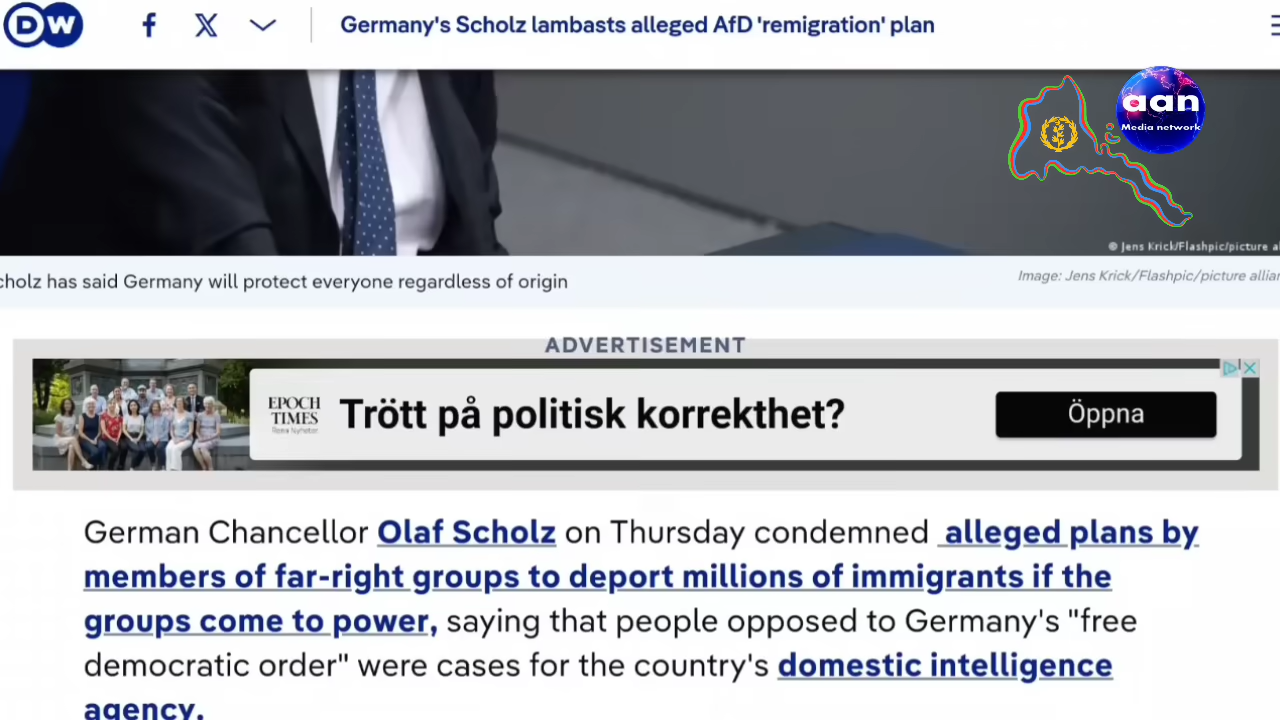 DW
Germany's Scholz lambasts alleged AfD 'remigration' plan
aan
Media network
© Jens Krick/Flashpic/picture al
cholz has said Germany will protect everyone regardless of origin
Image: Jens Krick/Flashpic/picture allian
ADVERTISEMENT
EPOCH
TIMES
Trött på politisk korrekthet?
Öppna
German Chancellor Olaf Scholz on Thursday condemned alleged plans by
members of far-right groups to deport millions of immigrants if the
groups come to power, saying that people opposed to Germany's "free
democratic order" were cases for the country's domestic intelligence
agency.